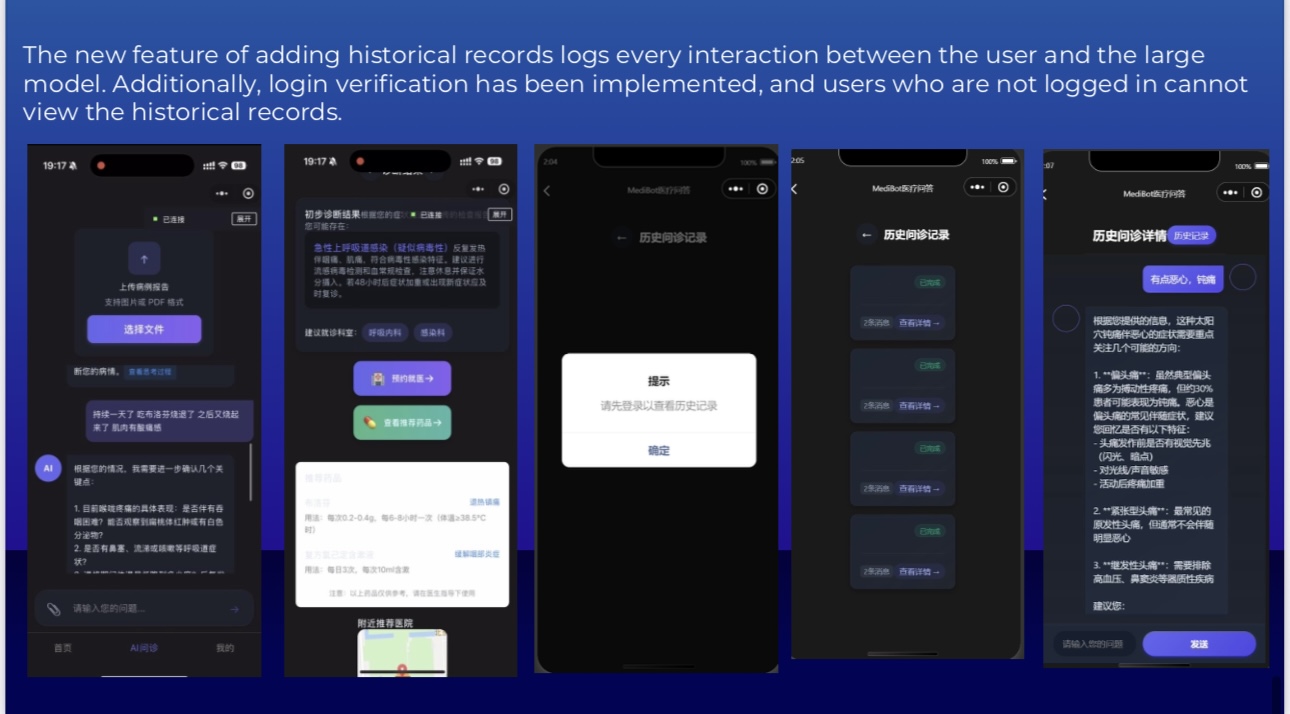 The new feature of adding historical records logs every interaction between the user and the large
model. Additionally, login verification has been implemented, and users who are not logged in cannot
view the historical records.
19:17
98
已连接
展开
上传病例报告
支持图片或 PDF 格式
选择文件
断您的病情。 查看思考过程
持续一天了 吃布洛芬烧退了 之后又烧起
来了 肌肉有酸痛感
AI
根据您的情况，我需要进一步确认几个关
键点：
1. 目前喉咙疼痛的具体表现：是否伴有吞
咽困难？能否观察到扁桃体红肿或有白色
分泌物？
2. 是否有鼻塞、流涕或咳嗽等呼吸道症
状？
请输入您的问题...
首页
AI问诊
我的
19:17
98
初步诊断结果根据您的症
已连接
展开
您可能存在：
急性上呼吸道感染（疑似病毒性）反复发热
伴咽痛、肌痛，符合病毒性感染特征。建议进行
流感病毒检测和血常规检查，注意休息并保证水
分摄入。若48小时后症状加重或出现新症状应及
时复诊。
建议就诊科室： 呼吸内科 感染科
预约就医→
查看推荐药品→
推荐药品
布洛芬
退热镇痛
用法：每次0.2-0.4g，每6-8小时一次（体温≥38.5°C
时）
缓解咽部炎症
用法：每日3次，每次10ml含漱
注意：以上药品仅供参考，请在医生指导下使用
附近推荐医院
2:04
100%
MediBot医疗问答
← 历史问诊记录
提示
请先登录以查看历史记录
确定
2:05
100%
MediBot医疗问答
← 历史问诊记录
已完成
2条消息 查看详情→
已完成
2条消息 查看详情→
已完成
2条消息 查看详情→
已完成
2条消息 查看详情→
:07
100%
MediBot医疗问答
历史问诊详情 历史记录
有点恶心，钝痛
根据您提供的信息，这种太阳
穴钝痛伴恶心的症状需要重点
关注几个可能的方向：
1. **偏头痛**：虽然典型偏头
痛多为搏动性疼痛，但约30%
患者可能表现为钝痛。恶心是
偏头痛的常见伴随症状，建议
您回忆是否有以下特征：
- 头痛发作前是否有视觉先兆
（闪光、暗点）
- 对光线/声音敏感
- 活动后疼痛加重
2. **紧张型头痛**：最常见的
原发性头痛，但通常不会伴随
明显恶心
3. **继发性头痛**：需要排除
高血压、鼻窦炎等器质性疾病
建议您：
请输入您的问题
发送